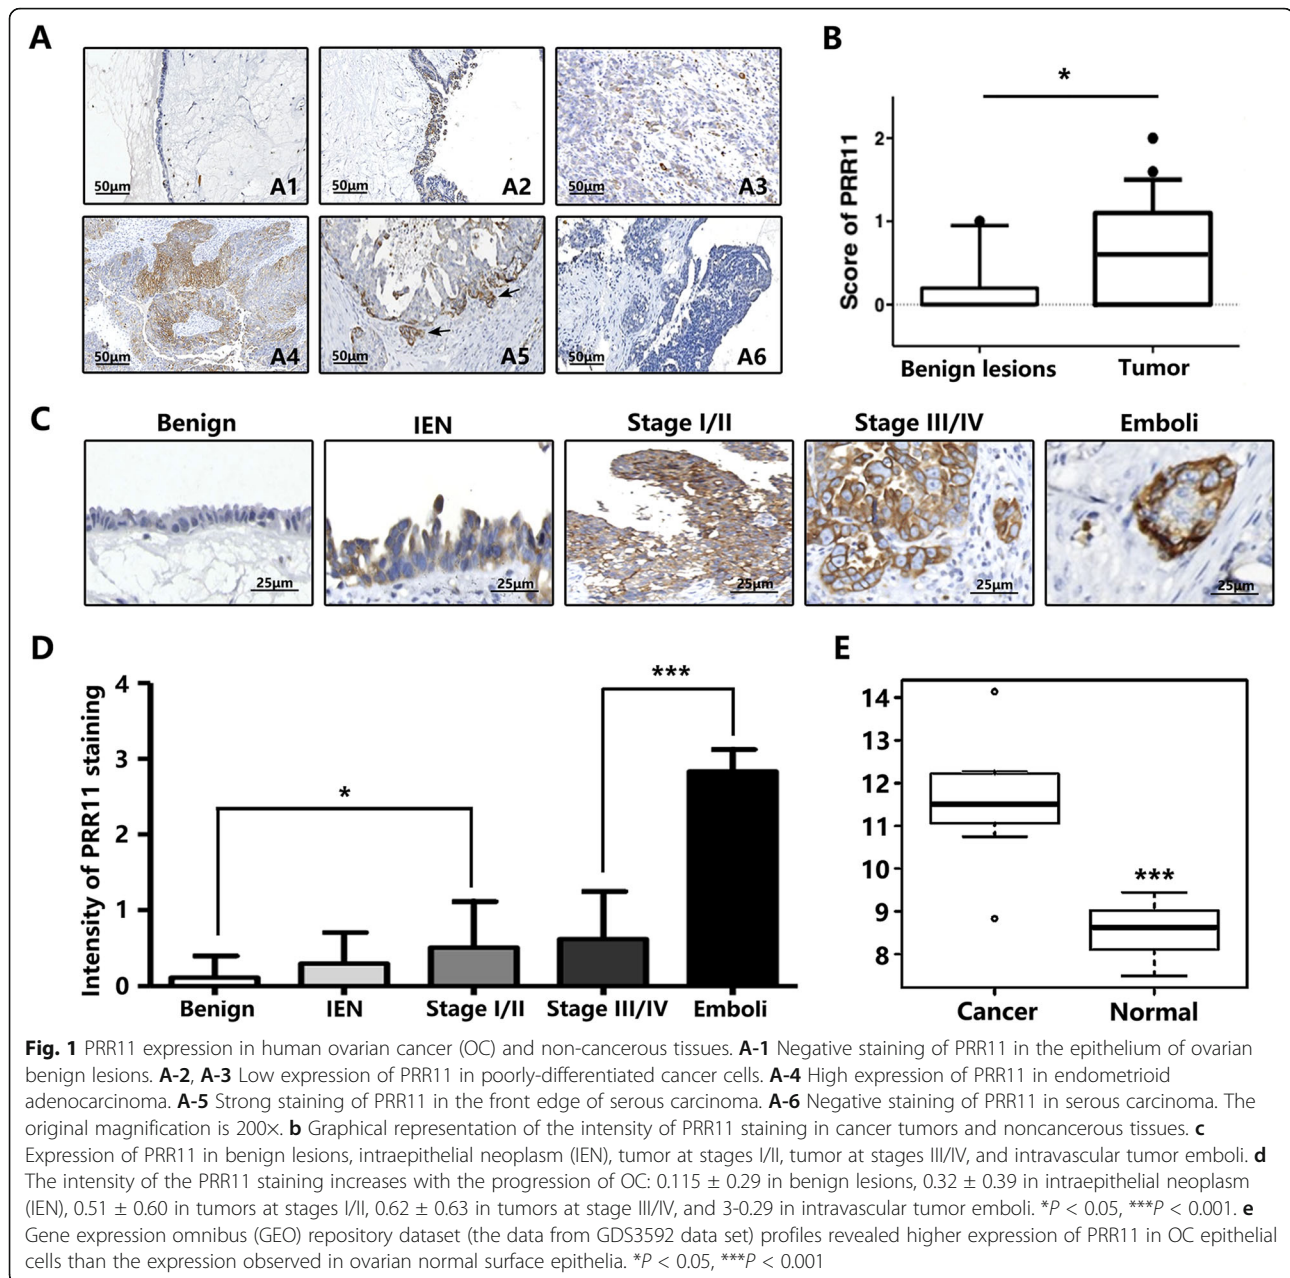 A
B
50μm
A1
50μm
A2
50μm
A3
50μm
A4
50μm
A5
50μm
A6
*
Score of PRR11
2
1
0
Benign lesions
Tumor
C
Benign
IEN
Stage I/II
Stage III/IV
Emboli
25μm
25μm
25μm
25μm
25μm
D
Intensity of PRR11 staining
4
3
2
1
0
*
***
Benign
IEN
Stage I/II
Stage III/IV
Emboli
E
14
13
12
11
10
9
8
***
Cancer
Normal
Fig. 1 PRR11 expression in human ovarian cancer (OC) and non-cancerous tissues. A-1 Negative staining of PRR11 in the epithelium of ovarian
benign lesions. A-2, A-3 Low expression of PRR11 in poorly-differentiated cancer cells. A-4 High expression of PRR11 in endometrioid
adenocarcinoma. A-5 Strong staining of PRR11 in the front edge of serous carcinoma. A-6 Negative staining of PRR11 in serous carcinoma. The
original magnification is 200×. b Graphical representation of the intensity of PRR11 staining in cancer tumors and noncancerous tissues. c
Expression of PRR11 in benign lesions, intraepithelial neoplasm (IEN), tumor at stages I/II, tumor at stages III/IV, and intravascular tumor emboli. d
The intensity of the PRR11 staining increases with the progression of OC: 0.115 ± 0.29 in benign lesions, 0.32 ± 0.39 in intraepithelial neoplasm
(IEN), 0.51 ± 0.60 in tumors at stages I/II, 0.62 ± 0.63 in tumors at stage III/IV, and 3-0.29 in intravascular tumor emboli. *P < 0.05, ***P < 0.001. e
Gene expression omnibus (GEO) repository dataset (the data from GDS3592 data set) profiles revealed higher expression of PRR11 in OC epithelial
cells than the expression observed in ovarian normal surface epithelia. *P < 0.05, ***P < 0.001